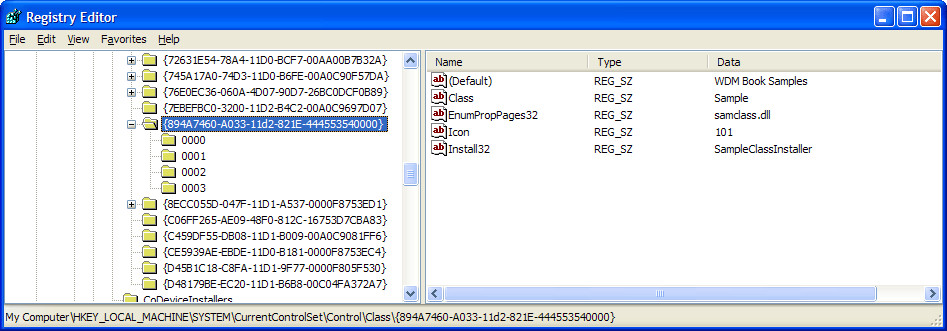 Registry Editor
File Edit View Favorites Help
{72631E54-78A4-11D0-BCF7-00AA00B7B32A}
{745A17A0-74D3-11D0-B6FE-00A0C90F57DA}
{76E0EC36-060A-4D07-90D7-26BC0DCF0B89}
{7EBEFBC0-3200-11D2-B4C2-00A0C9697D07}
{894A7460-A033-11d2-821E-444553540000}
0000
0001
0002
0003
{8ECC055D-047F-11D1-A537-0000F8753ED1}
{C06FF265-AE09-48F0-812C-16753D7CBA83}
{C459DF55-DB08-11D1-B009-00A0C9081FF6}
{CE5939AE-EBDE-11D0-B181-0000F8753EC4}
{D45B1C18-C8FA-11D1-9F77-0000F805F530}
{D48179BE-EC20-11D1-B6B8-00C04FA372A7}
CoDeviceInstallers
Name Type Data
ab (Default) REG_SZ WDM Book Samples
ab Class REG_SZ Sample
ab EnumPropPages32 REG_SZ samclass.dll
ab Icon REG_SZ 101
ab Install32 REG_SZ SampleClassInstaller
My Computer\HKEY_LOCAL_MACHINE\SYSTEM\CurrentControlSet\Control\Class\{894A7460-A033-11d2-821E-444553540000}